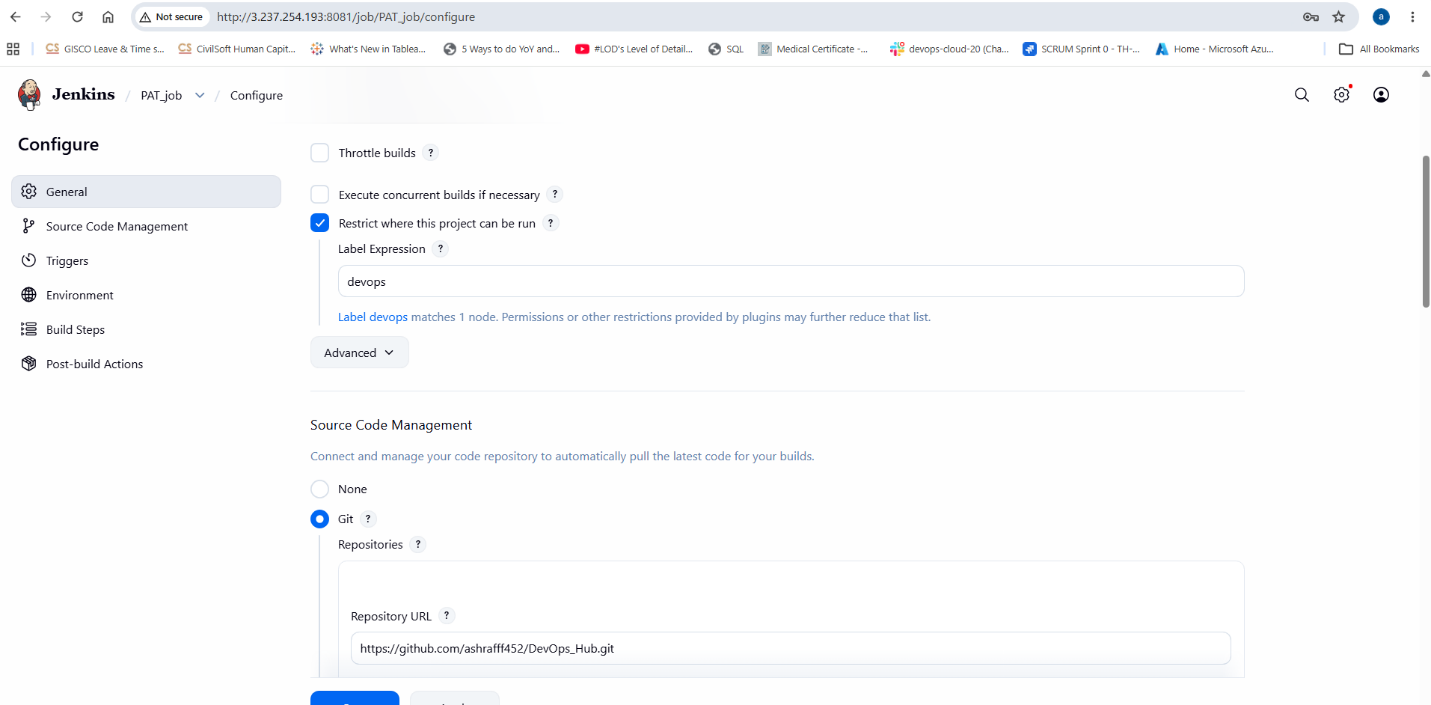 Not secure http://3.237.254.193:8081/job/PAT_job/configure a
GISCO Leave & Time s... CivilSoft Human Capit... What's New in Tablea... 5 Ways to do YoY and... #LOD's Level of Detail... SQL Medical Certificate -... devops-cloud-20 (Cha... SCRUM Sprint 0 - TH-... Home - Microsoft Azu... All Bookmarks
Jenkins / PAT_job / Configure
Configure
General
Source Code Management
Triggers
Environment
Build Steps
Post-build Actions
Throttle builds ?
Execute concurrent builds if necessary ?
Restrict where this project can be run ?
Label Expression ?
devops
Label devops matches 1 node. Permissions or other restrictions provided by plugins may further reduce that list.
Advanced
Source Code Management
Connect and manage your code repository to automatically pull the latest code for your builds.
None
Git ?
Repositories ?
Repository URL ?
https://github.com/ashrafff452/DevOps_Hub.git